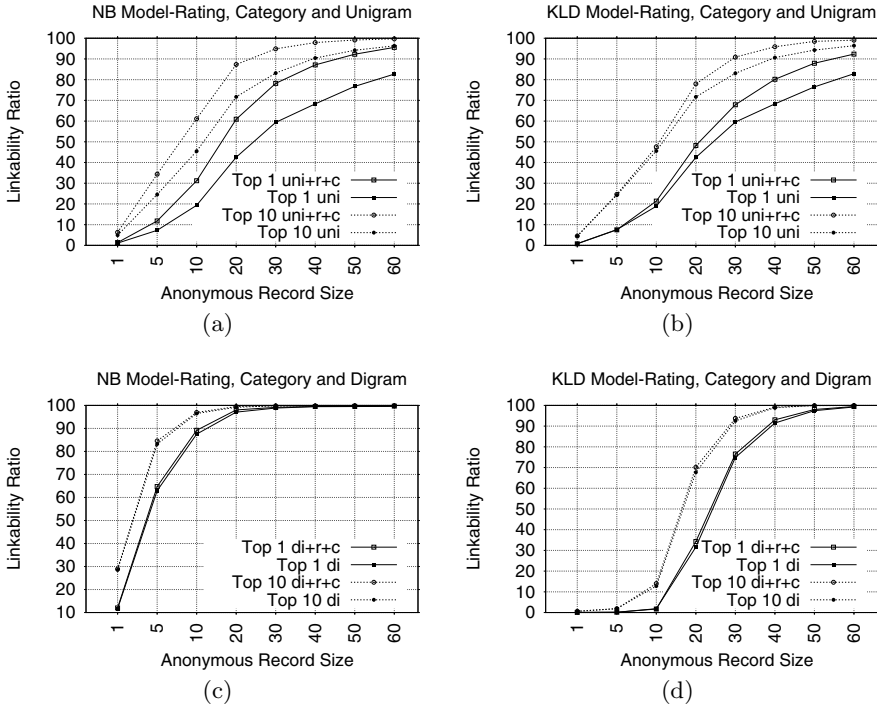 NB Model-Rating, Category and Unigram
Linkability Ratio
100
90
80
70
60
50
40
30
20
10
0
Top 1 uni+r+c
Top 1 uni
Top 10 uni+r+c
Top 10 uni
1 5 10 20 30 40 50 60
Anonymous Record Size
(a)
KLD Model-Rating, Category and Unigram
Linkability Ratio
100
90
80
70
60
50
40
30
20
10
0
Top 1 uni+r+c
Top 1 uni
Top 10 uni+r+c
Top 10 uni
1 5 10 20 30 40 50 60
Anonymous Record Size
(b)
NB Model-Rating, Category and Digram
Linkability Ratio
100
90
80
70
60
50
40
30
20
10
Top 1 di+r+c
Top 1 di
Top 10 di+r+c
Top 10 di
1 5 10 20 30 40 50 60
Anonymous Record Size
(c)
KLD Model-Rating, Category and Digram
Linkability Ratio
100
90
80
70
60
50
40
30
20
10
0
Top 1 di+r+c
Top 1 di
Top 10 di+r+c
Top 10 di
1 5 10 20 30 40 50 60
Anonymous Record Size
(d)